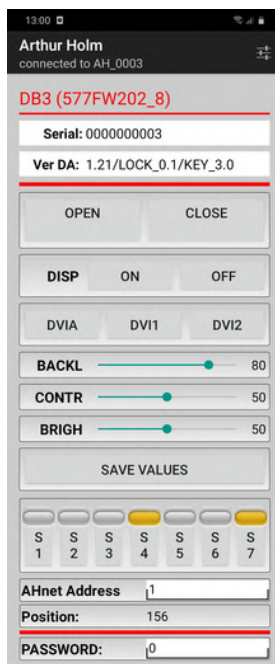 13:00
Arthur Holm
connected to AH_0003
DB3 (577FW202_8)
Serial: 0000000003
Ver DA: 1.21/LOCK_0.1/KEY_3.0
OPEN CLOSE
DISP ON OFF
DVIA DVI1 DVI2
BACKL 80
CONTR 50
BRIGH 50
SAVE VALUES
S S S S S S S
1 2 3 4 5 6 7
AHnet Address 1
Position: 156
PASSWORD: 0